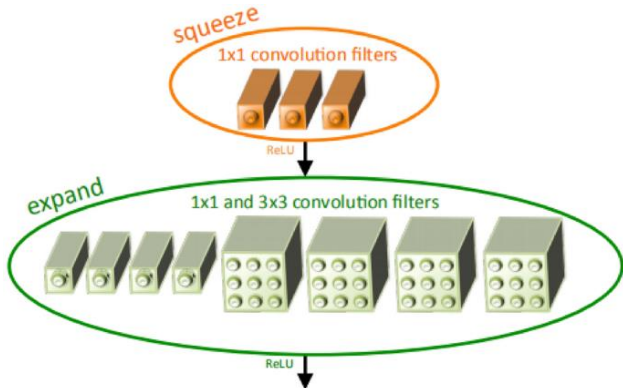 squeeze
1x1 convolution filters
ReLU
expand
1x1 and 3x3 convolution filters
ReLU